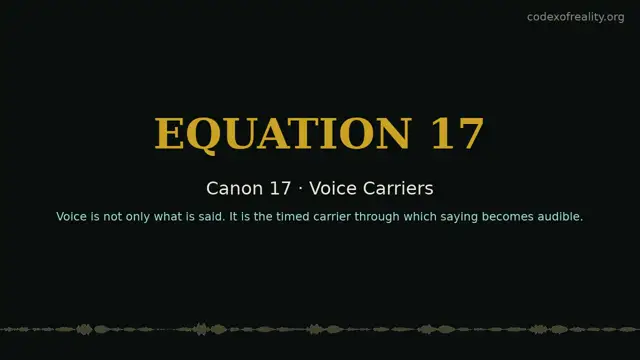 codexofreality.org
EQUATION 17
Canon 17 · Voice Carriers
Voice is not only what is said. It is the timed carrier through which saying becomes audible.